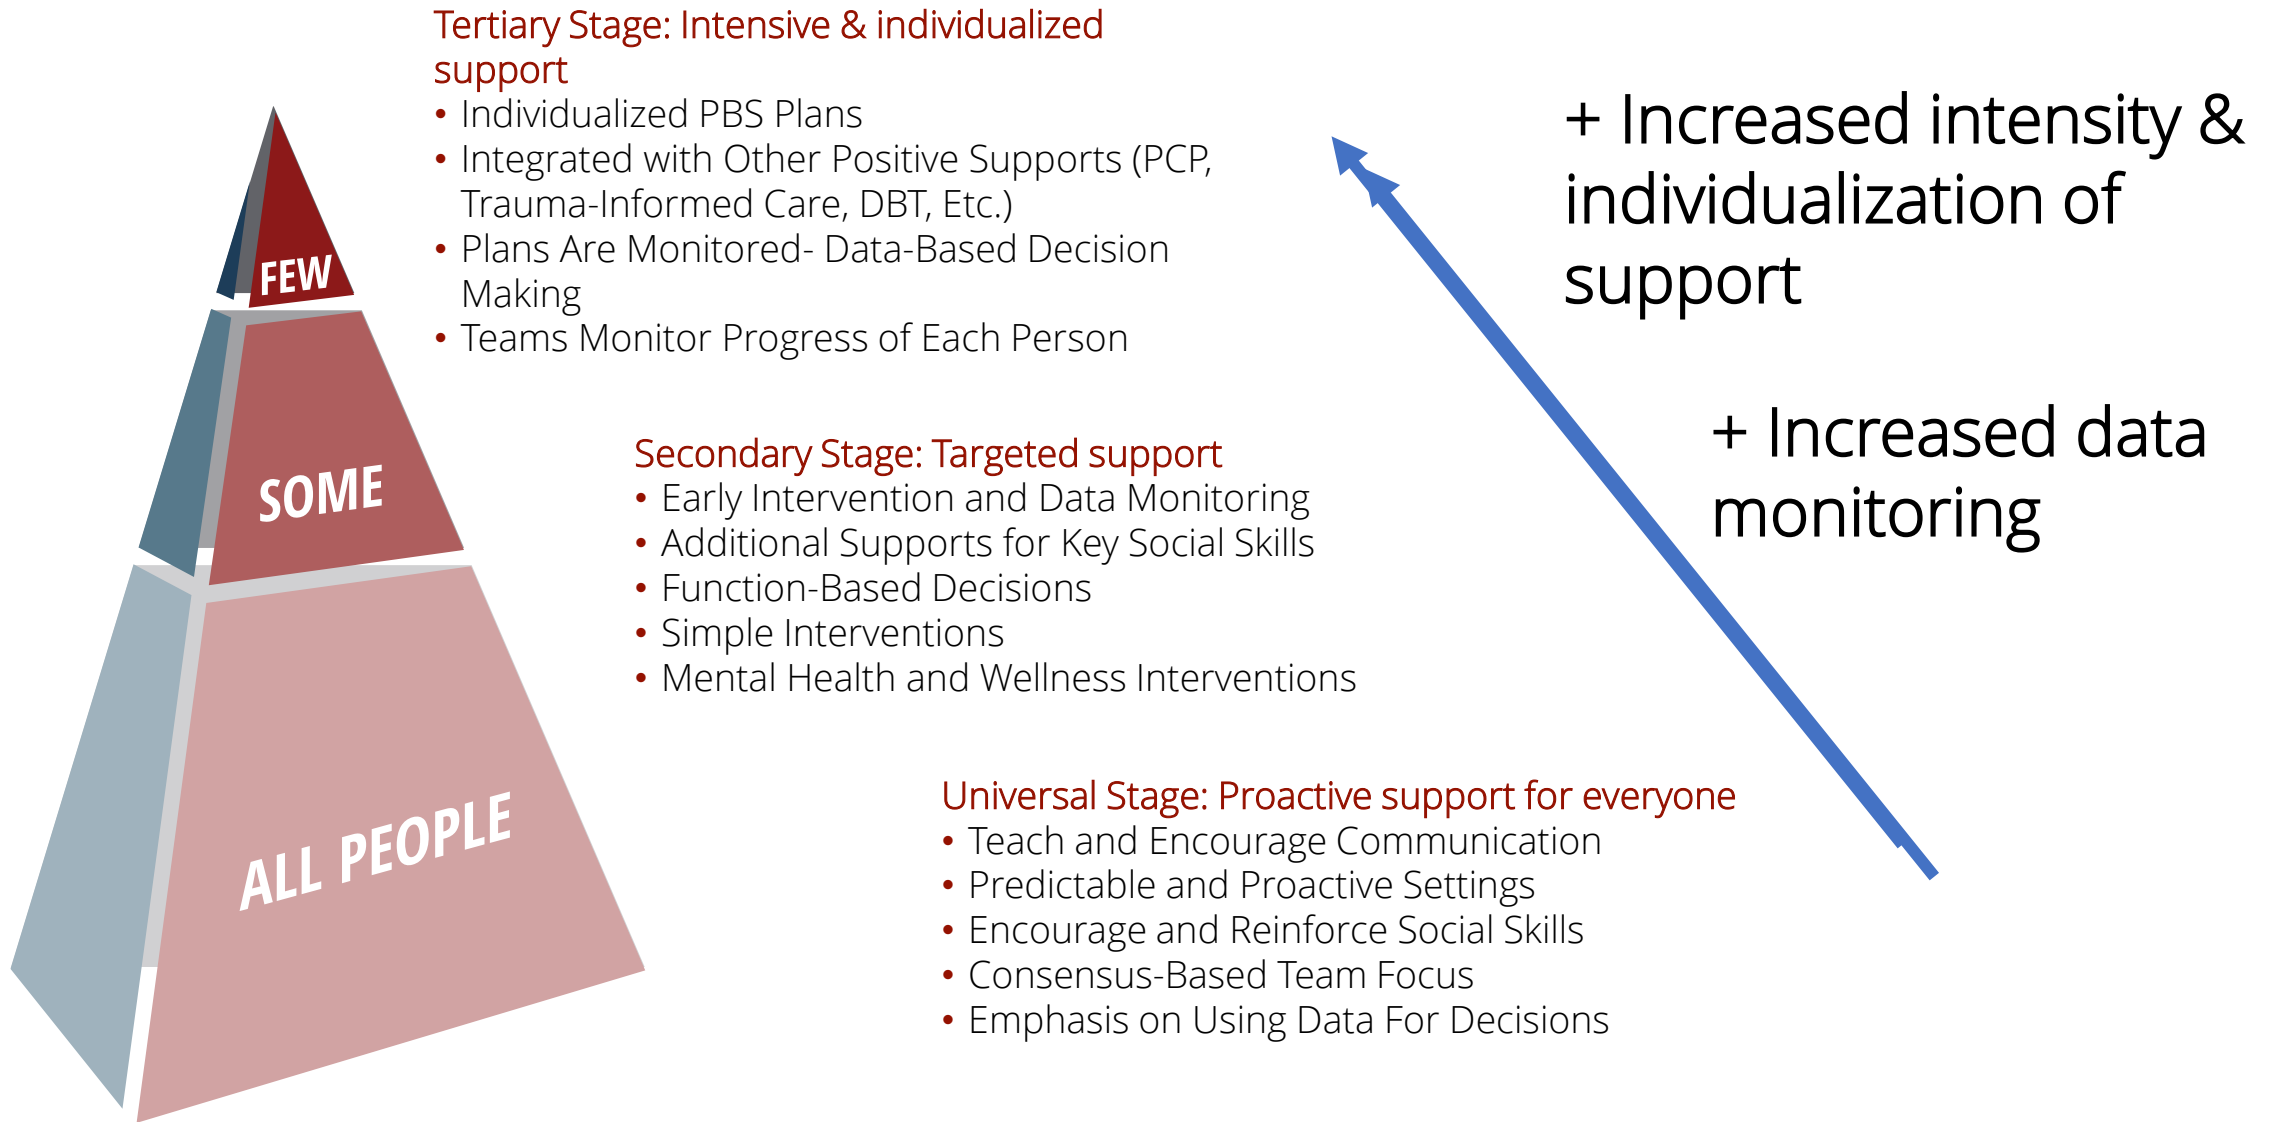 Tertiary Stage: Intensive & individualized
support
• Individualized PBS Plans
• Integrated with Other Positive Supports (PCP,
Trauma-Informed Care, DBT, Etc.)
• Plans Are Monitored- Data-Based Decision
Making
• Teams Monitor Progress of Each Person
FEW
Secondary Stage: Targeted support
• Early Intervention and Data Monitoring
• Additional Supports for Key Social Skills
• Function-Based Decisions
• Simple Interventions
• Mental Health and Wellness Interventions
SOME
Universal Stage: Proactive support for everyone
• Teach and Encourage Communication
• Predictable and Proactive Settings
• Encourage and Reinforce Social Skills
• Consensus-Based Team Focus
• Emphasis on Using Data For Decisions
ALL PEOPLE
+ Increased intensity &
individualization of
support
+ Increased data
monitoring